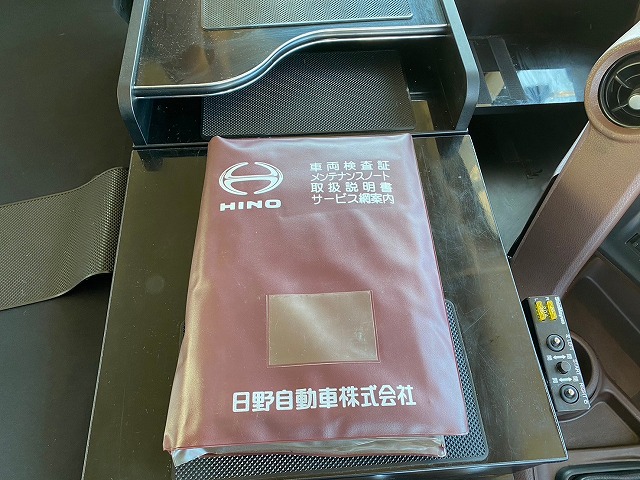 HINO
車両検査証
メンテナンスノート
取扱説明書
サービス網案内
日野自動車株式会社